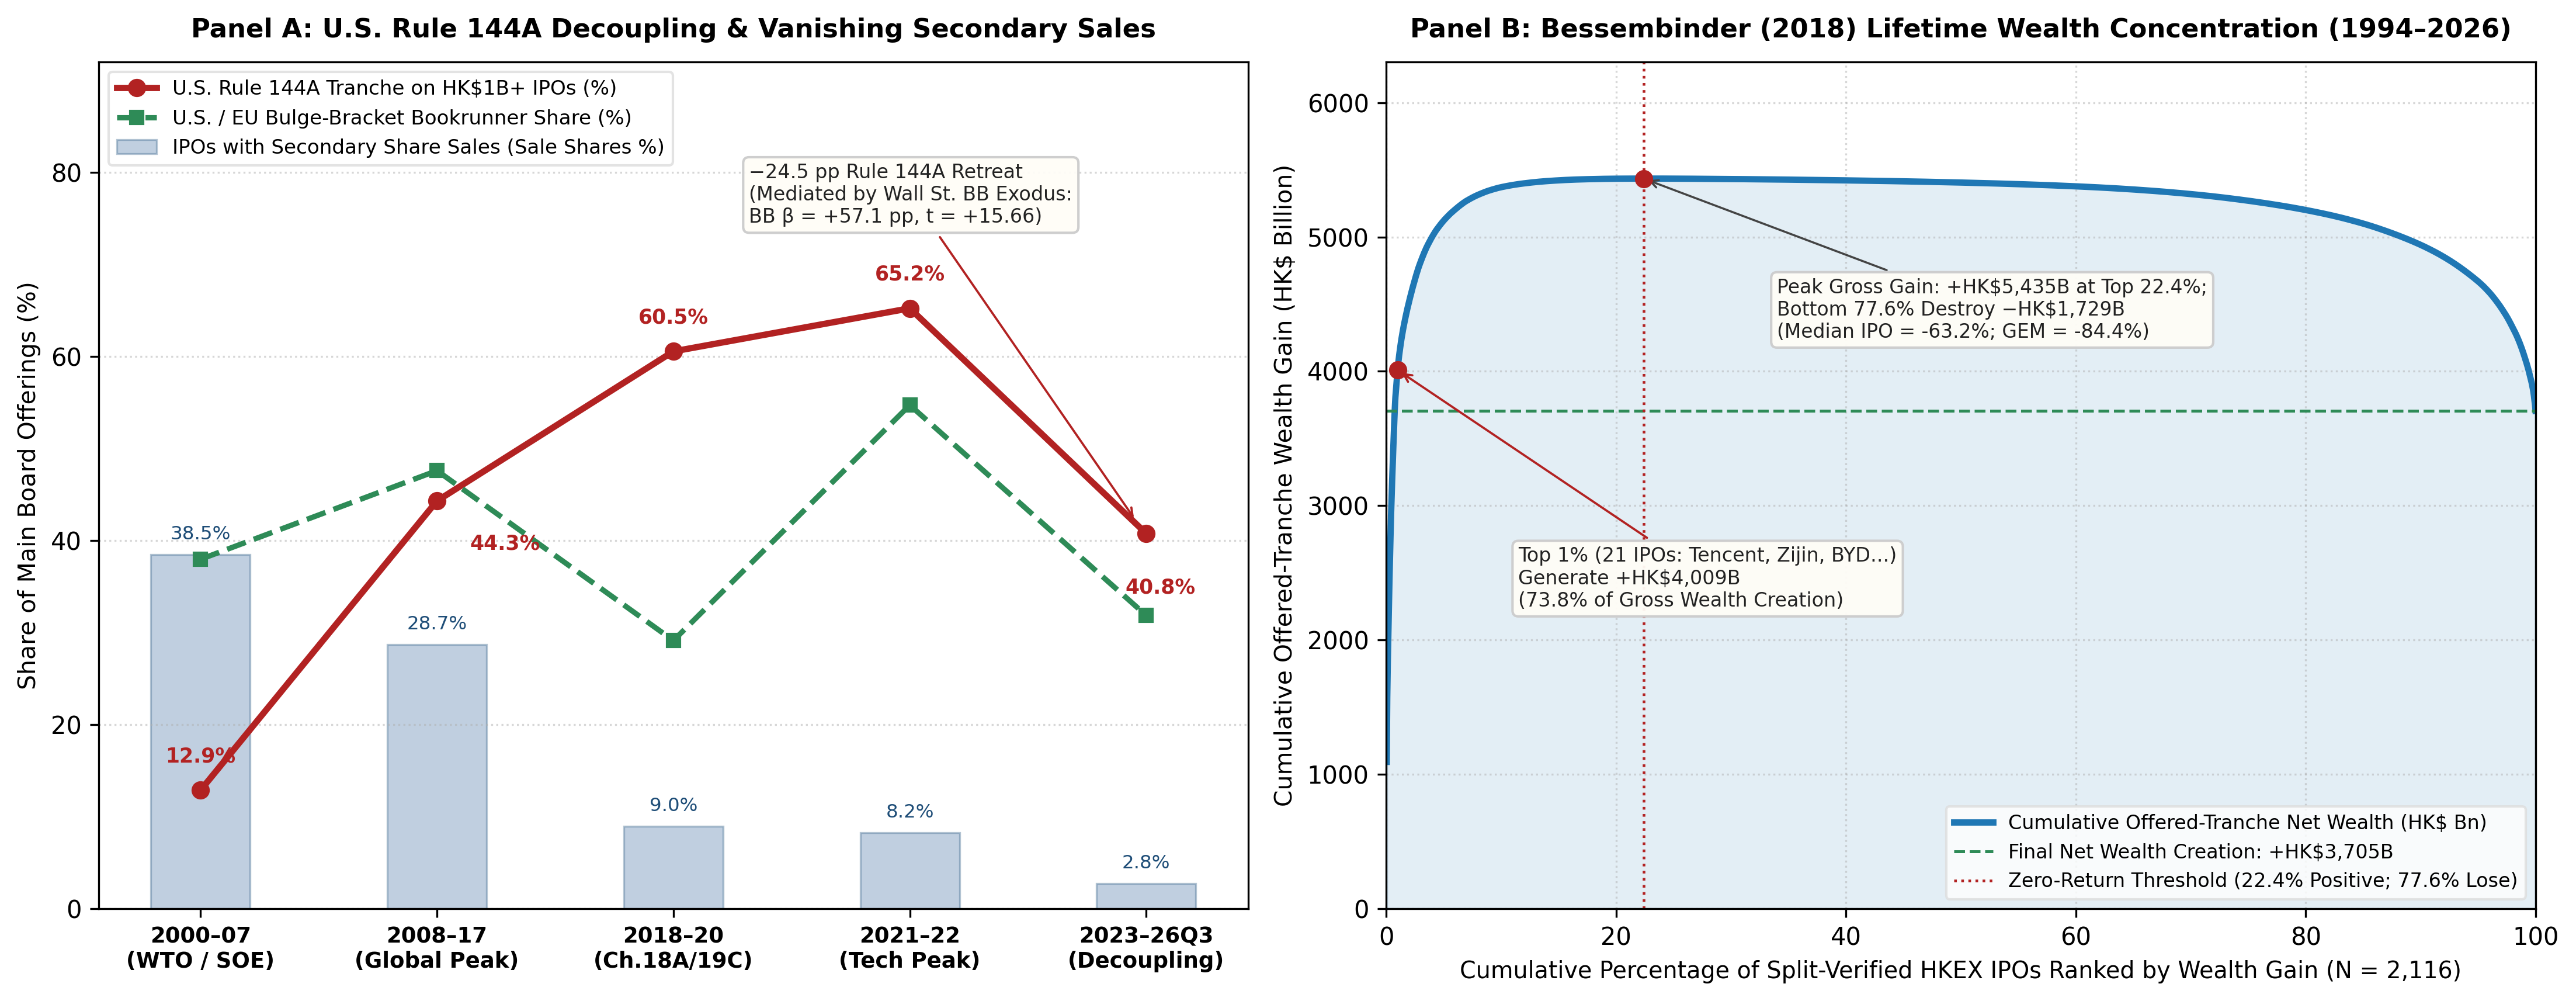 Panel A: U.S. Rule 144A Decoupling & Vanishing Secondary Sales
U.S. Rule 144A Tranche on HK$1B+ IPOs (%)
U.S. / EU Bulge-Bracket Bookrunner Share (%)
IPOs with Secondary Share Sales (Sale Shares %)
−24.5 pp Rule 144A Retreat
(Mediated by Wall St. BB Exodus:
BB β = +57.1 pp, t = +15.66)
Share of Main Board Offerings (%)
80
60
40
20
0
38.5%
28.7%
9.0%
8.2%
2.8%
12.9%
44.3%
60.5%
65.2%
40.8%
2000–07
(WTO / SOE)
2008–17
(Global Peak)
2018–20
(Ch.18A/19C)
2021–22
(Tech Peak)
2023–26Q3
(Decoupling)
Panel B: Bessembinder (2018) Lifetime Wealth Concentration (1994–2026)
Cumulative Offered-Tranche Wealth Gain (HK$ Billion)
6000
5000
4000
3000
2000
1000
0
Peak Gross Gain: +HK$5,435B at Top 22.4%;
Bottom 77.6% Destroy −HK$1,729B
(Median IPO = -63.2%; GEM = -84.4%)
Top 1% (21 IPOs: Tencent, Zijin, BYD...)
Generate +HK$4,009B
(73.8% of Gross Wealth Creation)
Cumulative Offered-Tranche Net Wealth (HK$ Bn)
Final Net Wealth Creation: +HK$3,705B
Zero-Return Threshold (22.4% Positive; 77.6% Lose)
0
20
40
60
80
100
Cumulative Percentage of Split-Verified HKEX IPOs Ranked by Wealth Gain (N = 2,116)